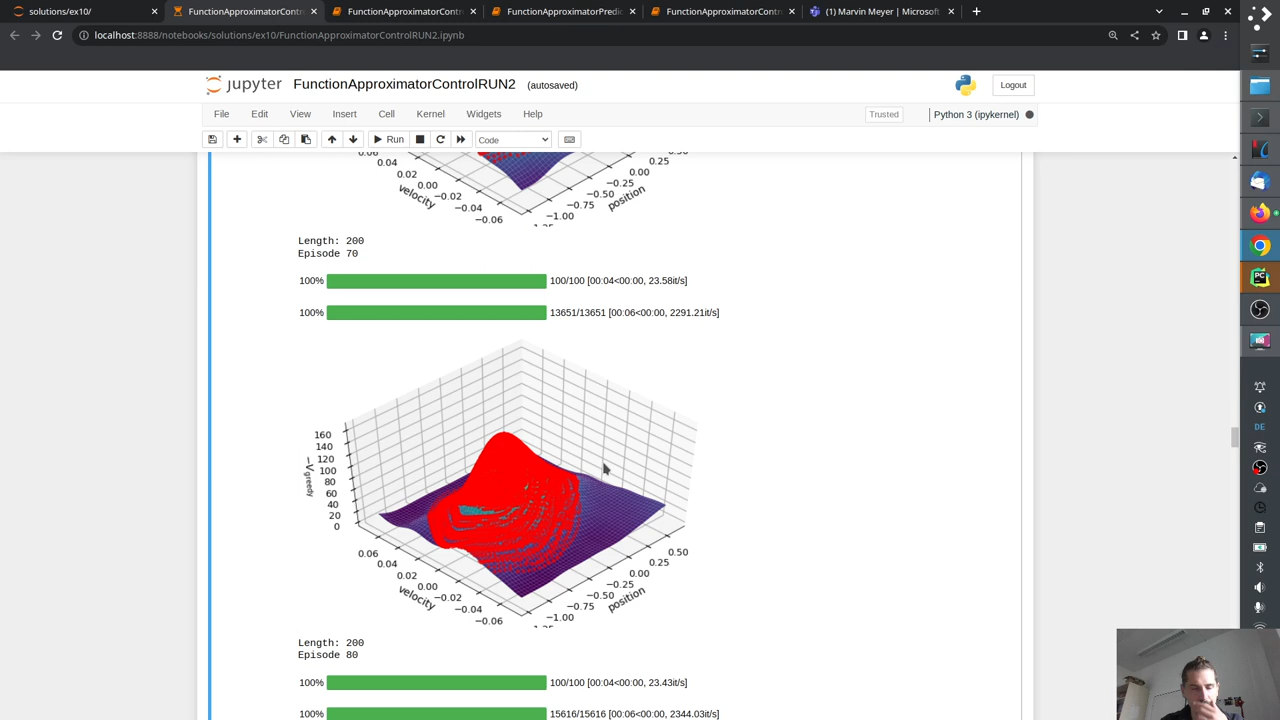 solutions/ex10/
FunctionApproximatorContr
FunctionApproximatorContr
FunctionApproximatorPredic
FunctionApproximatorContr
(1) Marvin Meyer | Microsoft
localhost:8888/notebooks/solutions/ex10/FunctionApproximatorControlRUN2.ipynb
jupyter FunctionApproximatorControlRUN2 (autosaved)
Logout
File Edit View Insert Cell Kernel Widgets Help
Trusted
Python 3 (ipykernel)
Run
Code
0.06
0.04
0.02
0.00
−0.02
−0.04
−0.06
velocity
0.25
0.00
−0.25
−0.50
−0.75
−1.00
position
Length: 200
Episode 70
100% 100/100 [00:04<00:00, 23.58it/s]
100% 13651/13651 [00:06<00:00, 2291.21it/s]
160
140
120
100
80
60
40
20
0
−Vgreedy
0.06
0.04
0.02
0.00
−0.02
−0.04
−0.06
velocity
0.50
0.25
0.00
−0.25
−0.50
−0.75
−1.00
position
Length: 200
Episode 80
100% 100/100 [00:04<00:00, 23.43it/s]
100% 15616/15616 [00:06<00:00, 2344.03it/s]
PC
DE